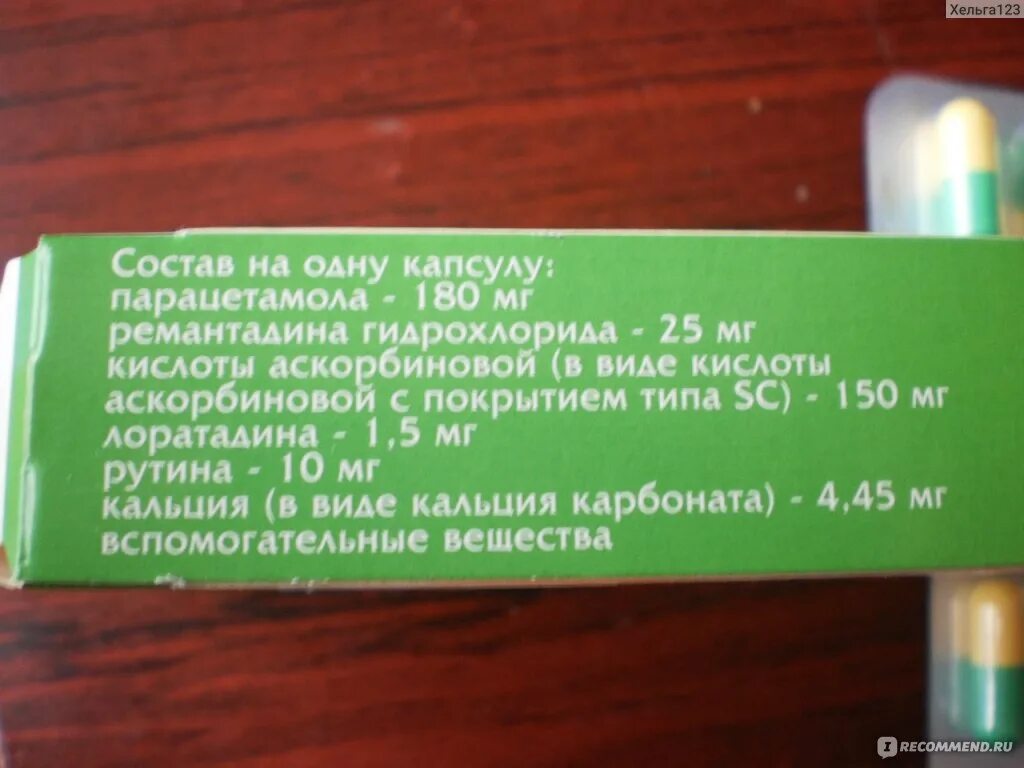 Хельга123
Состав на одну капсулу:
парацетамола - 180 мг
ремантадина гидрохлорида - 25 мг
кислоты аскорбиновой (в виде кислоты
аскорбиновой с покрытием типа SC) - 150 мг
лоратадина - 1,5 мг
рутина - 10 мг
кальция (в виде кальция карбоната) - 4,45 мг
вспомогательные вещества
IRECOMMEND.RU